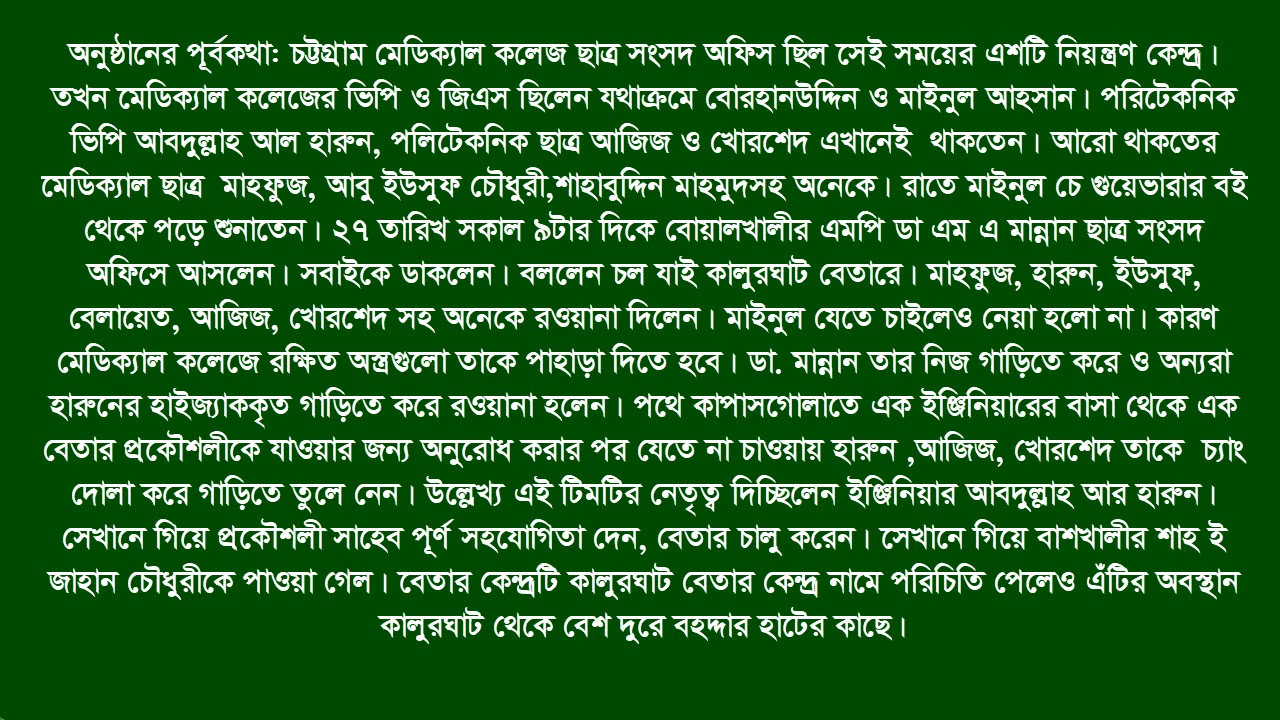 অনুষ্ঠানের পূর্বকথা: চট্টগ্রাম মেডিক্যাল কলেজ ছাত্র সংসদ অফিস ছিল সেই সময়ের এশটি নিয়ন্ত্রণ কেন্দ্র।
তখন মেডিক্যাল কলেজের ভিপি ও জিএস ছিলেন যথাক্রমে বোরহানউদ্দিন ও মাইনুল আহসান। পরিটেকনিক
ভিপি আবদুল্লাহ আল হারুন, পলিটেকনিক ছাত্র আজিজ ও খোরশেদ এখানেই  থাকতেন। আরো থাকতের
মেডিক্যাল ছাত্র  মাহফুজ, আবু ইউসুফ চৌধুরী,শাহাবুদ্দিন মাহমুদসহ অনেকে। রাতে মাইনুল চে গুয়েভারার বই
থেকে পড়ে শুনাতেন। ২৭ তারিখ সকাল ৯টার দিকে বোয়ালখালীর এমপি ডা এম এ মান্নান ছাত্র সংসদ
অফিসে আসলেন। সবাইকে ডাকলেন। বললেন চল যাই কালুরঘাট বেতারে। মাহফুজ, হারুন, ইউসুফ,
বেলায়েত, আজিজ, খোরশেদ সহ অনেকে রওয়ানা দিলেন। মাইনুল যেতে চাইলেও নেয়া হলো না। কারণ
মেডিক্যাল কলেজে রক্ষিত অস্ত্রগুলো তাকে পাহাড়া দিতে হবে। ডা. মান্নান তার নিজ গাড়িতে করে ও অন্যরা
হারুনের হাইজ্যাককৃত গাড়িতে করে রওয়ানা হলেন। পথে কাপাসগোলাতে এক ইঞ্জিনিয়ারের বাসা থেকে এক
বেতার প্রকৌশলীকে যাওয়ার জন্য অনুরোধ করার পর যেতে না চাওয়ায় হারুন ,আজিজ, খোরশেদ তাকে  চ্যাং
দোলা করে গাড়িতে তুলে নেন। উল্লেখ্য এই টিমটির নেতৃত্ব দিচ্ছিলেন ইঞ্জিনিয়ার আবদুল্লাহ আর হারুন।
সেখানে গিয়ে প্রকৌশলী সাহেব পূর্ণ সহযোগিতা দেন, বেতার চালু করেন। সেখানে গিয়ে বাশখালীর শাহ ই
জাহান চৌধুরীকে পাওয়া গেল। বেতার কেন্দ্রটি কালুরঘাট বেতার কেন্দ্র নামে পরিচিতি পেলেও এঁটির অবস্থান
কালুরঘাট থেকে বেশ দুরে বহদ্দার হাটের কাছে।